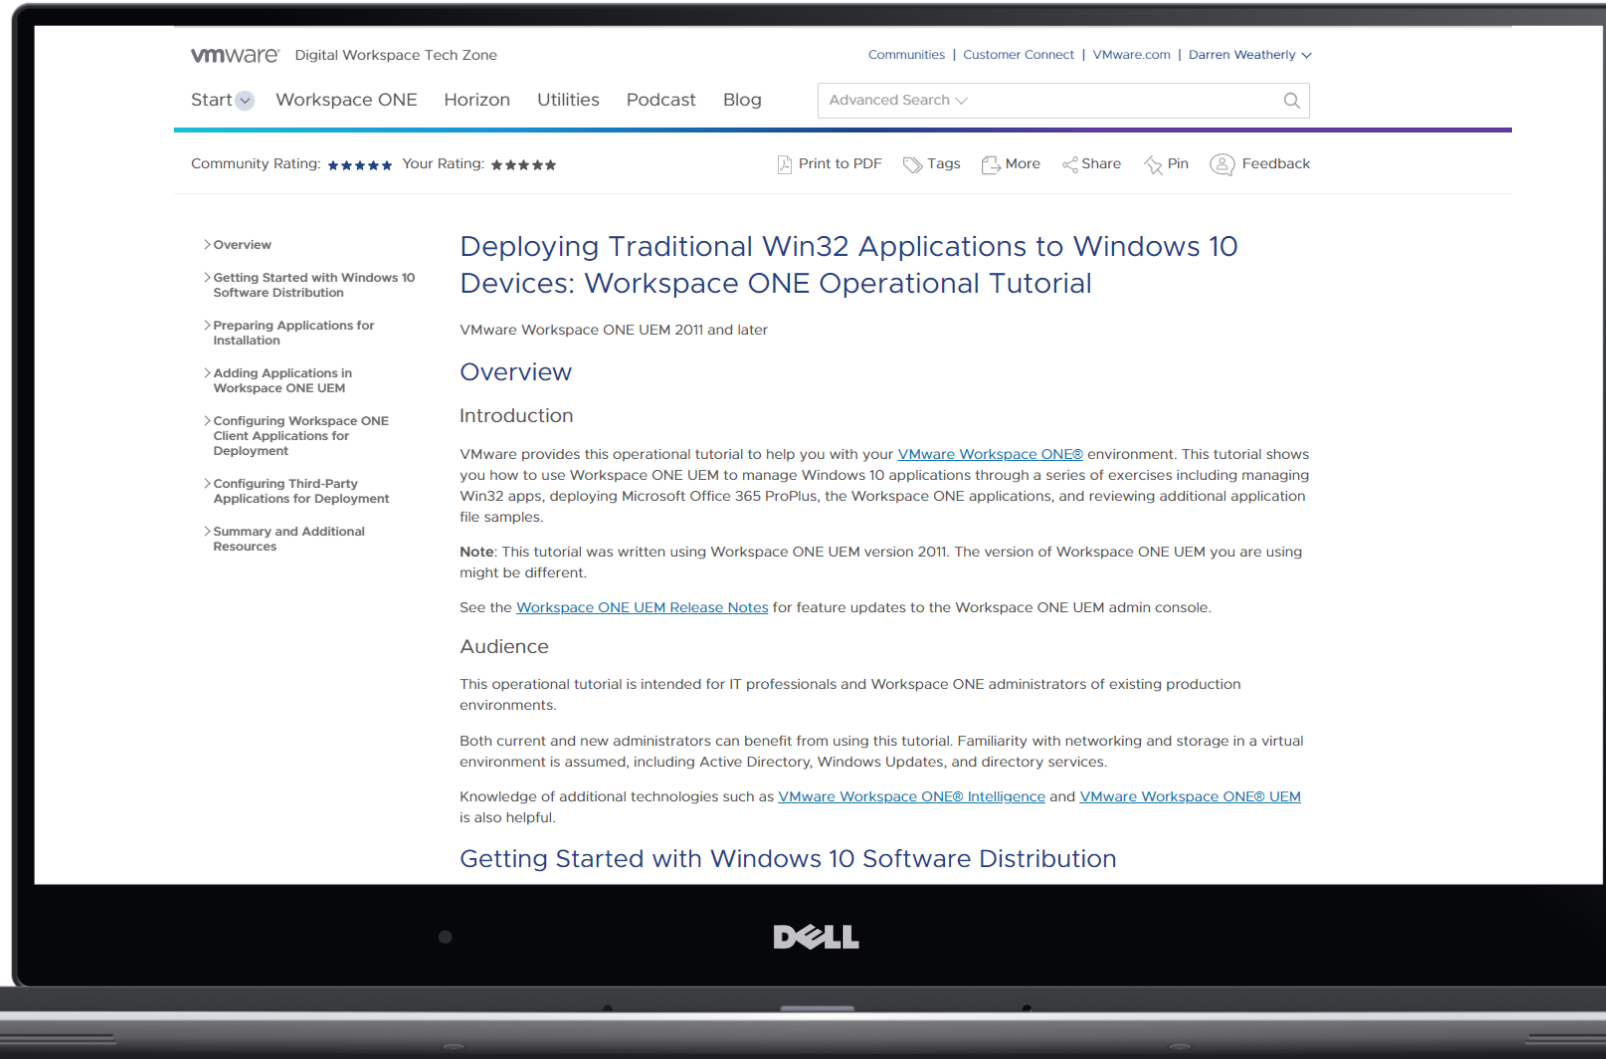 vmware® Digital Workspace Tech Zone
Communities | Customer Connect | VMware.com | Darren Weatherly
Start Workspace ONE Horizon Utilities Podcast Blog
Advanced Search
Community Rating: ★★★★★ Your Rating: ★★★★★
Print to PDF Tags More Share Pin Feedback
Overview
Getting Started with Windows 10
Software Distribution
Preparing Applications for
Installation
Adding Applications in
Workspace ONE UEM
Configuring Workspace ONE
Client Applications for
Deployment
Configuring Third-Party
Applications for Deployment
Summary and Additional
Resources
Deploying Traditional Win32 Applications to Windows 10
Devices: Workspace ONE Operational Tutorial
VMware Workspace ONE UEM 2011 and later
Overview
Introduction
VMware provides this operational tutorial to help you with your VMware Workspace ONE® environment. This tutorial shows
you how to use Workspace ONE UEM to manage Windows 10 applications through a series of exercises including managing
Win32 apps, deploying Microsoft Office 365 ProPlus, the Workspace ONE applications, and reviewing additional application
file samples.
Note: This tutorial was written using Workspace ONE UEM version 2011. The version of Workspace ONE UEM you are using
might be different.
See the Workspace ONE UEM Release Notes for feature updates to the Workspace ONE UEM admin console.
Audience
This operational tutorial is intended for IT professionals and Workspace ONE administrators of existing production
environments.
Both current and new administrators can benefit from using this tutorial. Familiarity with networking and storage in a virtual
environment is assumed, including Active Directory, Windows Updates, and directory services.
Knowledge of additional technologies such as VMware Workspace ONE® Intelligence and VMware Workspace ONE® UEM
is also helpful.
Getting Started with Windows 10 Software Distribution
DELL